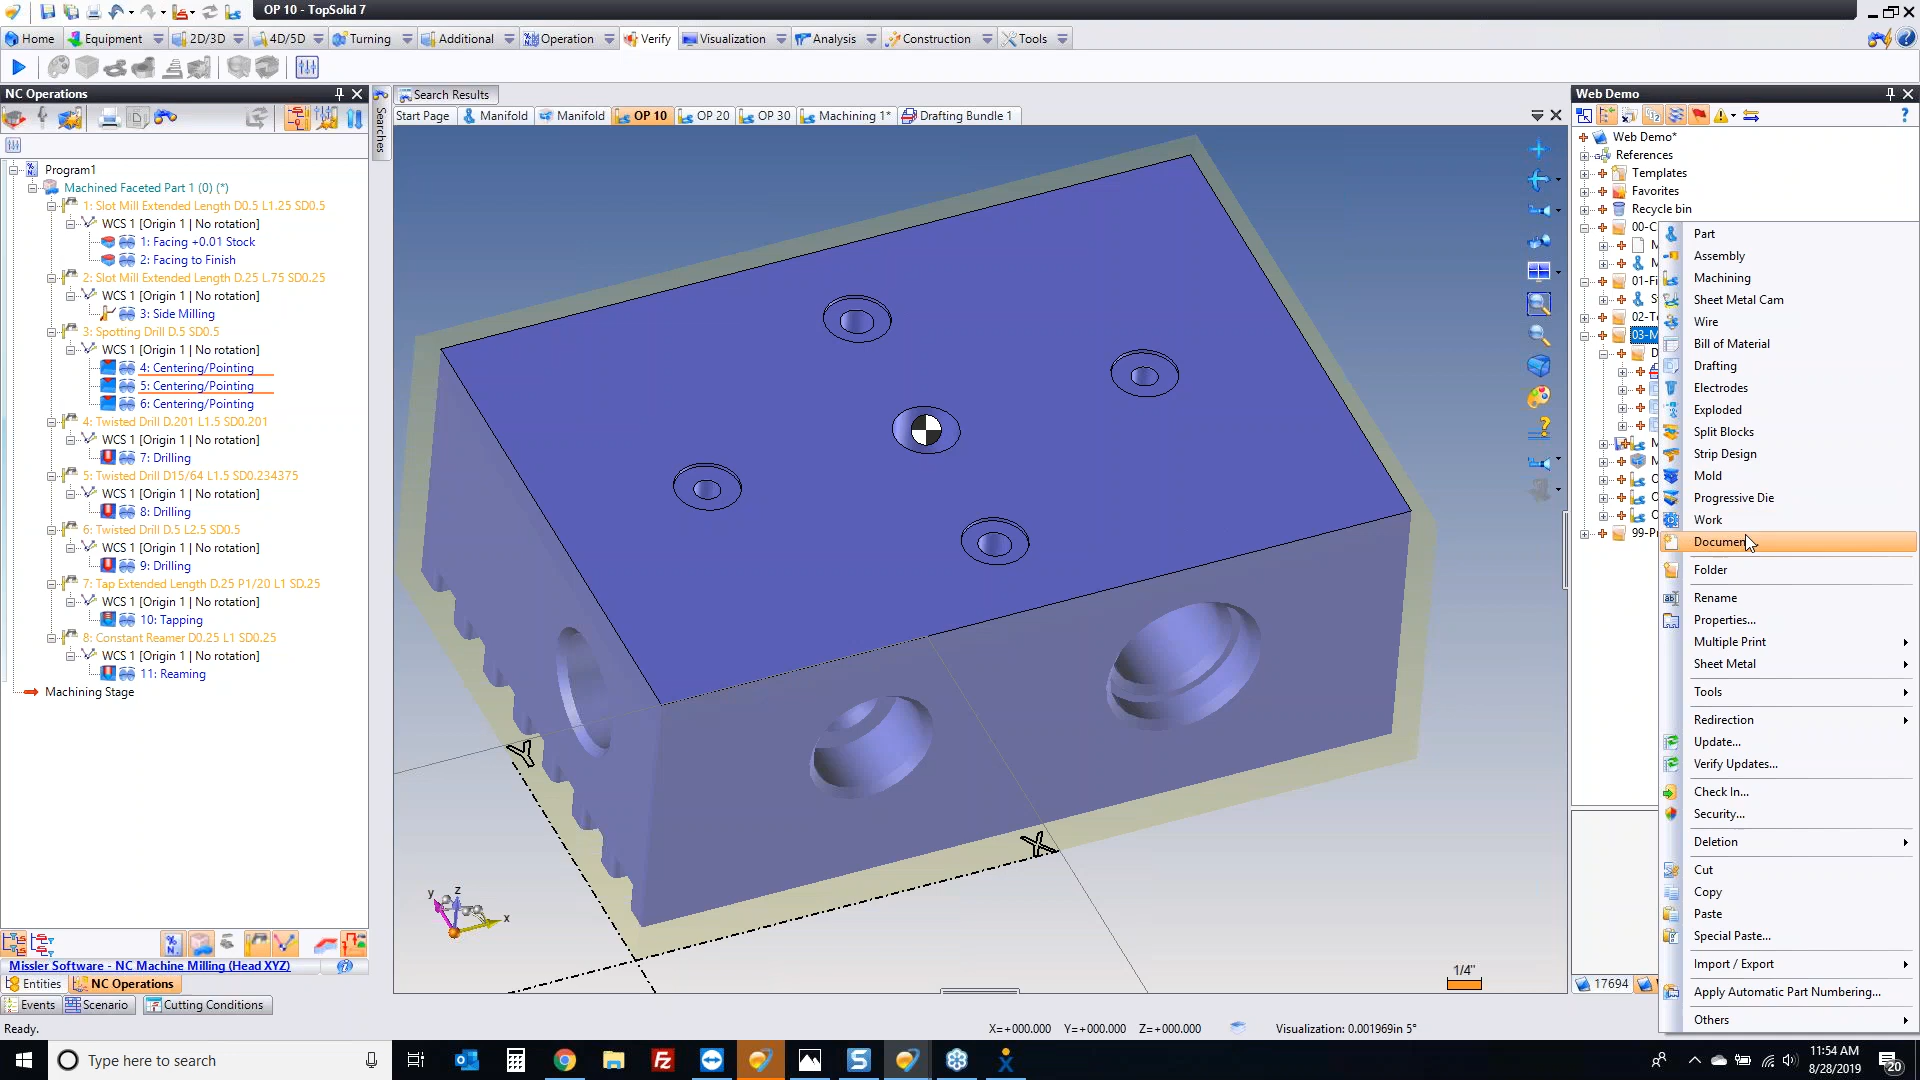 OP 10 - TopSolid 7
Home
Equipment
2D/3D
4D/5D
Turning
Additional
Operation
Verify
Visualization
Analysis
Construction
Tools
NC Operations
Searches
Search Results
Start Page
Manifold
Manifold
OP 10
OP 20
OP 30
Machining 1*
Drafting Bundle 1
Program1
Machined Faceted Part 1 (0) (*)
1: Slot Mill Extended Length D0.5 L1.25 SD0.5
WCS 1 [Origin 1 | No rotation]
1: Facing +0.01 Stock
2: Facing to Finish
2: Slot Mill Extended Length D.25 L.75 SD0.25
WCS 1 [Origin 1 | No rotation]
3: Side Milling
3: Spotting Drill D.5 SD0.5
WCS 1 [Origin 1 | No rotation]
4: Centering/Pointing
5: Centering/Pointing
6: Centering/Pointing
4: Twisted Drill D.201 L1.5 SD0.201
WCS 1 [Origin 1 | No rotation]
7: Drilling
5: Twisted Drill D15/64 L1.5 SD0.234375
WCS 1 [Origin 1 | No rotation]
8: Drilling
6: Twisted Drill D.5 L2.5 SD0.5
WCS 1 [Origin 1 | No rotation]
9: Drilling
7: Tap Extended Length D.25 P1/20 L1 SD.25
WCS 1 [Origin 1 | No rotation]
10: Tapping
8: Constant Reamer D0.25 L1 SD0.25
WCS 1 [Origin 1 | No rotation]
11: Reaming
Machining Stage
Missler Software - NC Machine Milling (Head XYZ)
Entities
NC Operations
Events
Scenario
Cutting Conditions
Ready.
Y
X
y
z
x
1/4"
X=+000.000 Y=+000.000 Z=+000.000
Visualization: 0.001969in 5°
Web Demo
Web Demo*
References
Templates
Favorites
Recycle bin
00-C
M
M
01-Fi
S
02-T
03-M
D
M
M
O
O
O
99-P
17694
Part
Assembly
Machining
Sheet Metal Cam
Wire
Bill of Material
Drafting
Electrodes
Exploded
Split Blocks
Strip Design
Mold
Progressive Die
Work
Documen
Folder
Rename
Properties...
Multiple Print
Sheet Metal
Tools
Redirection
Update...
Verify Updates...
Check In...
Security...
Deletion
Cut
Copy
Paste
Special Paste...
Import / Export
Apply Automatic Part Numbering...
Others
Type here to search
11:54 AM
8/28/2019
20